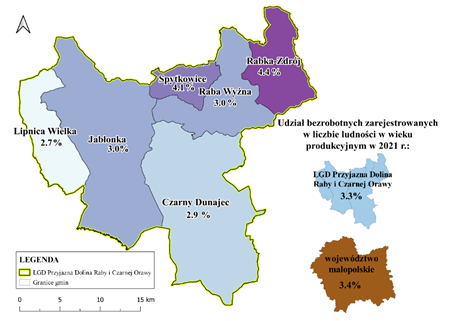 Rabka-Zdrój
4.4 %
Spytkowice
4.1 %
Raba Wyżna
3.0 %
Udział bezrobotnych zarejestrowanych
w liczbie ludności w wieku
produkcyjnym w 2021 r.:
Lipnica Wielka
2.7%
Jabłonka
3,0%
LGD Przyjazna Dolina
Raby i Czarnej Orawy
3.3%
Czarny Dunajec
2.9 %
województwo
małopolskie
3.4%
LEGENDA
LGD Przyjazna Dolina Raby i Czarnej Orawy
Granice gmin
0 5 10 15 km